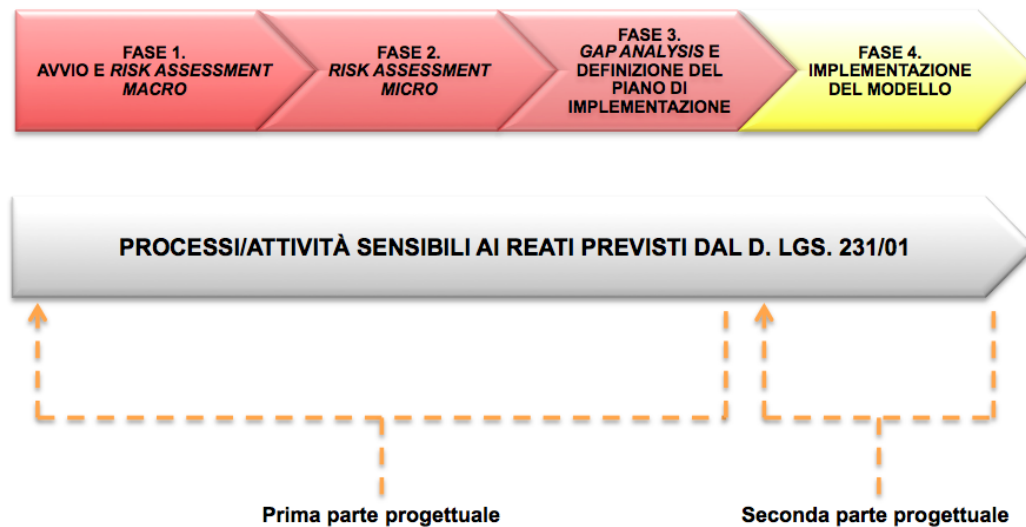 FASE 1.
AVVIO E RISK ASSESSMENT
MACRO
FASE 2.
RISK ASSESSMENT
MICRO
FASE 3.
GAP ANALYSIS E
DEFINIZIONE DEL
PIANO DI
IMPLEMENTAZIONE
FASE 4.
IMPLEMENTAZIONE
DEL MODELLO
PROCESSI/ATTIVITÀ SENSIBILI AI REATI PREVISTI DAL D. LGS. 231/01
Prima parte progettuale
Seconda parte progettuale